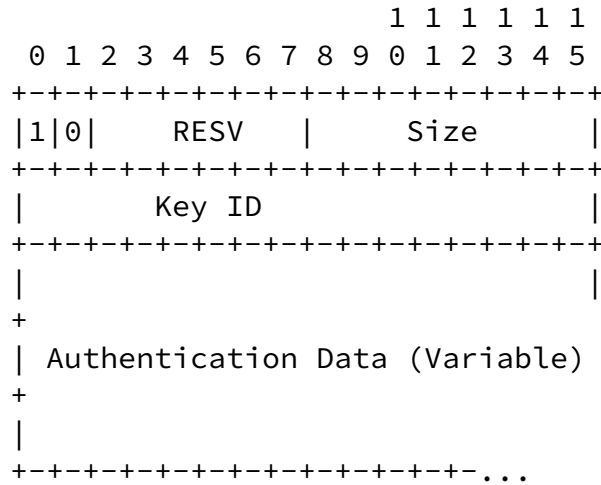 1 1 1 1 1 1
 0 1 2 3 4 5 6 7 8 9 0 1 2 3 4 5
+-+-+-+-+-+-+-+-+-+-+-+-+-+-+-+-+
|1|0|    RESV   |     Size      |
+-+-+-+-+-+-+-+-+-+-+-+-+-+-+-+-+
|       Key ID                  |
+-+-+-+-+-+-+-+-+-+-+-+-+-+-+-+-+
|                               |
+
| Authentication Data (Variable)
+
|
+-+-+-+-+-+-+-+-+-+-+-+-+-...